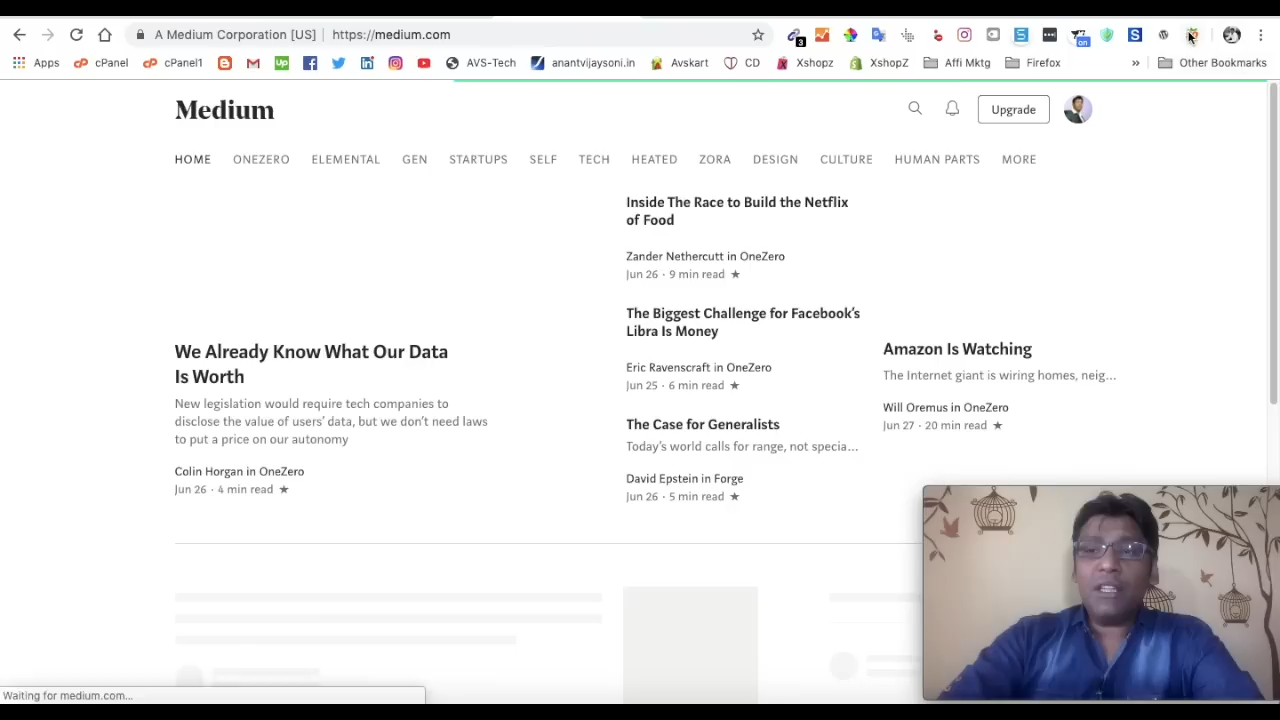 A Medium Corporation [US] | https://medium.com
3
on
S
S
Apps cPanel cPanel1 AVS-Tech anantvijaysoni.in Avskart CD Xshopz XshopZ Affi Mktg Firefox » Other Bookmarks
Up
Medium
Upgrade
HOME ONEZERO ELEMENTAL GEN STARTUPS SELF TECH HEATED ZORA DESIGN CULTURE HUMAN PARTS MORE
We Already Know What Our Data
Is Worth
New legislation would require tech companies to
disclose the value of users' data, but we don't need laws
to put a price on our autonomy
Colin Horgan in OneZero
Jun 26 · 4 min read ★
Inside The Race to Build the Netflix
of Food
Zander Nethercutt in OneZero
Jun 26 · 9 min read ★
The Biggest Challenge for Facebook's
Libra Is Money
Eric Ravenscraft in OneZero
Jun 25 · 6 min read ★
The Case for Generalists
Today's world calls for range, not specia...
David Epstein in Forge
Jun 26 · 5 min read ★
Amazon Is Watching
The Internet giant is wiring homes, neig...
Will Oremus in OneZero
Jun 27 · 20 min read ★
Waiting for medium.com...